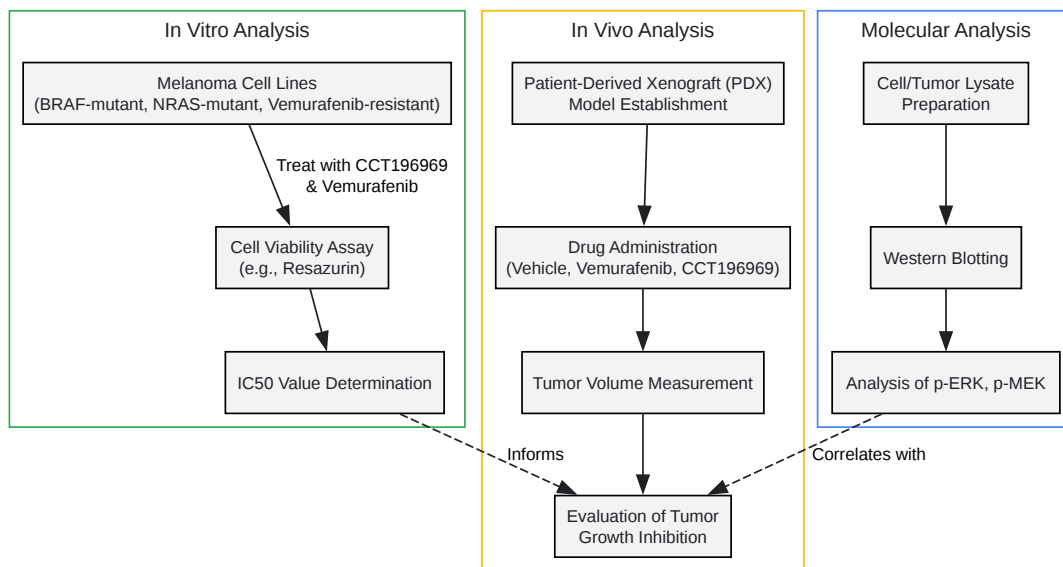 In Vitro Analysis
Melanoma Cell Lines
(BRAF-mutant, NRAS-mutant, Vemurafenib-resistant)
Treat with CCT196969
& Vemurafenib
Cell Viability Assay
(e.g., Resazurin)
IC50 Value Determination
Informs
In Vivo Analysis
Patient-Derived Xenograft (PDX)
Model Establishment
Drug Administration
(Vehicle, Vemurafenib, CCT196969)
Tumor Volume Measurement
Evaluation of Tumor
Growth Inhibition
Molecular Analysis
Cell/Tumor Lysate
Preparation
Western Blotting
Analysis of p-ERK, p-MEK
Correlates with